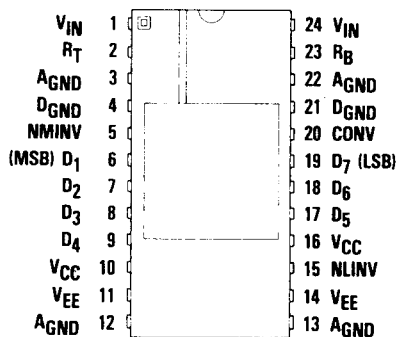 V_IN 1 24 V_IN
R_T 2 23 R_B
A_GND 3 22 A_GND
D_GND 4 21 D_GND
NMINV 5 20 CONV
(MSB) D_1 6 19 D_7 (LSB)
D_2 7 18 D_6
D_3 8 17 D_5
D_4 9 16 V_CC
V_CC 10 15 NLINV
V_EE 11 14 V_EE
A_GND 12 13 A_GND